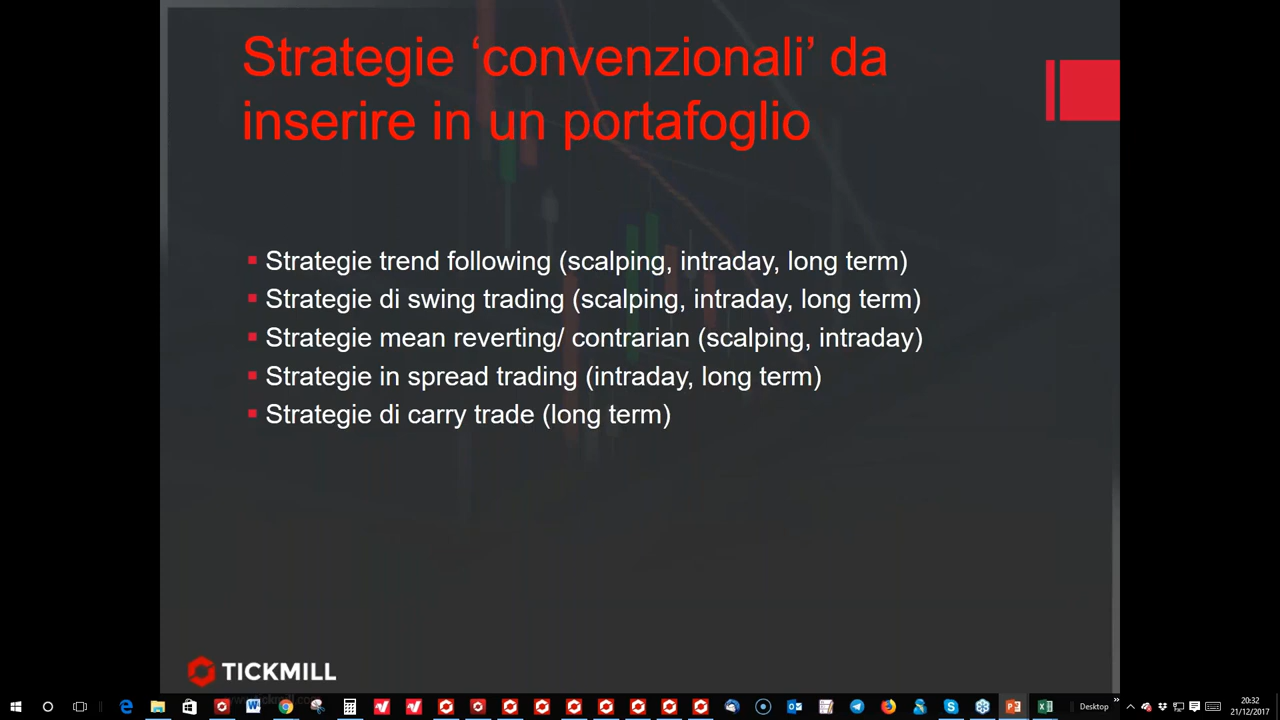 Strategie ‘convenzionali’ da
inserire in un portafoglio
Strategie trend following (scalping, intraday, long term)
Strategie di swing trading (scalping, intraday, long term)
Strategie mean reverting/ contrarian (scalping, intraday)
Strategie in spread trading (intraday, long term)
Strategie di carry trade (long term)
TICKMILL
Desktop
20:32
21/12/2017